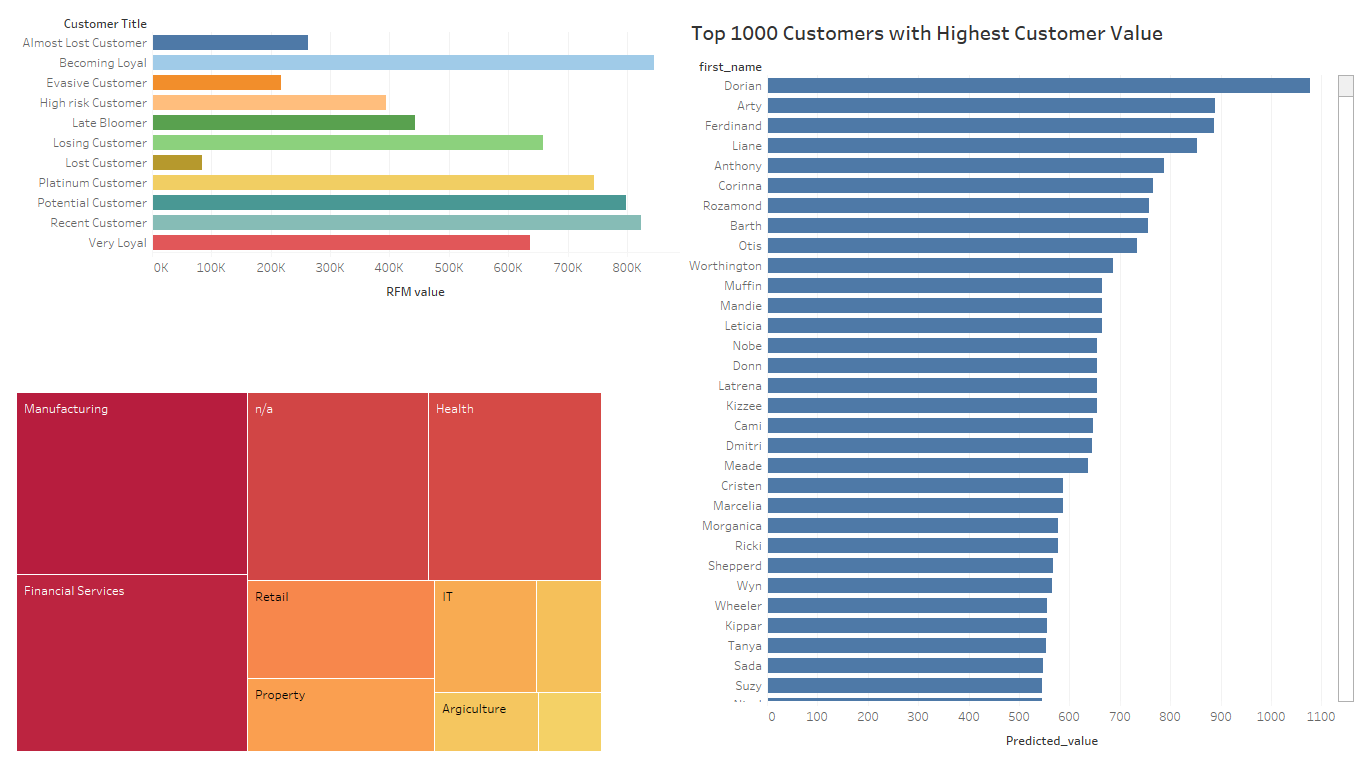 Customer Title
Almost Lost Customer
Becoming Loyal
Evasive Customer
High risk Customer
Late Bloomer
Losing Customer
Lost Customer
Platinum Customer
Potential Customer
Recent Customer
Very Loyal
0K 100K 200K 300K 400K 500K 600K 700K 800K
RFM value
Manufacturing
n/a
Health
Financial Services
Retail
IT
Property
Argiculture
Top 1000 Customers with Highest Customer Value
first_name
Dorian
Arty
Ferdinand
Liane
Anthony
Corinna
Rozamond
Barth
Otis
Worthington
Muffin
Mandie
Leticia
Nobe
Donn
Latrena
Kizzee
Cami
Dmitri
Meade
Cristen
Marcelia
Morganica
Ricki
Shepperd
Wyn
Wheeler
Kippar
Tanya
Sada
Suzy
0 100 200 300 400 500 600 700 800 900 1000 1100
Predicted_value